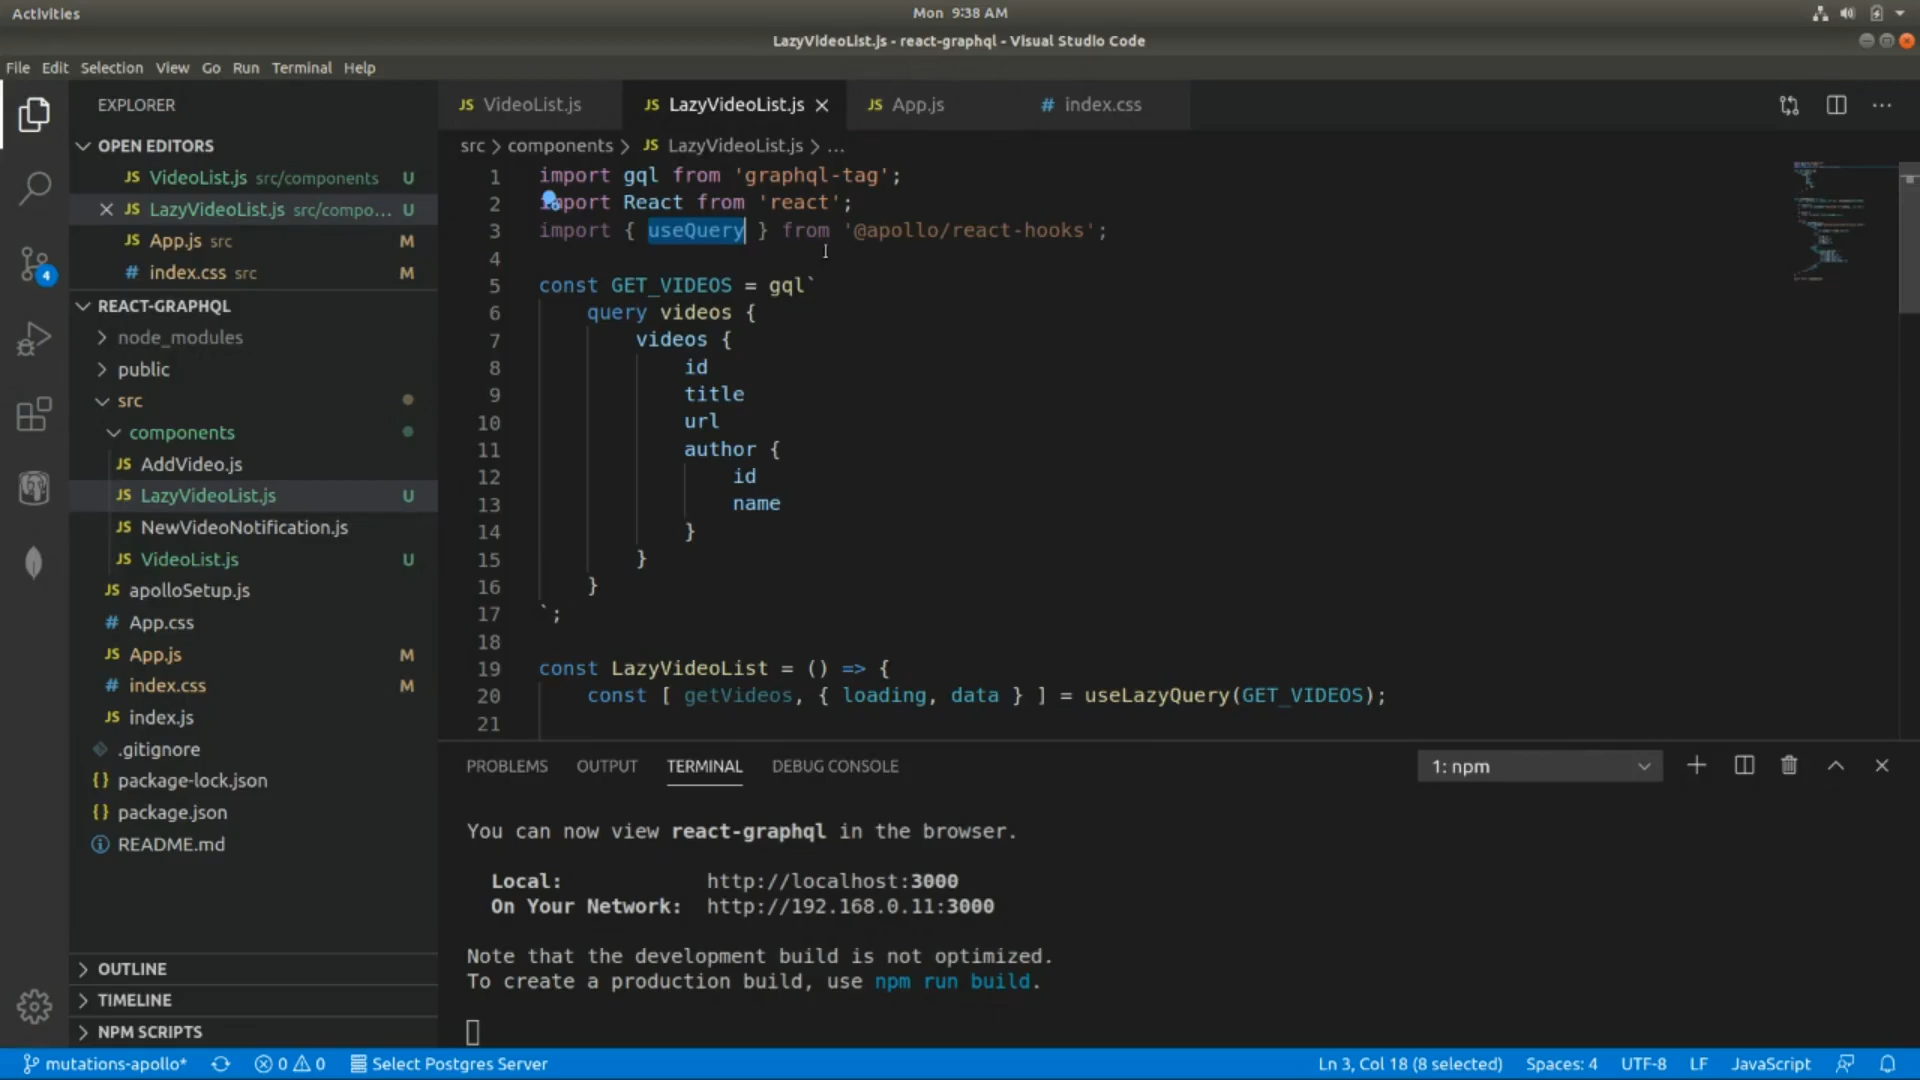 Activities
Mon 9:38 AM
LazyVideoList.js - react-graphql - Visual Studio Code
File Edit Selection View Go Run Terminal Help
EXPLORER
OPEN EDITORS
JS VideoList.js src/components U
JS LazyVideoList.js src/compo... U
JS App.js src M
# index.css src M
REACT-GRAPHQL
node_modules
public
src
components
JS AddVideo.js
JS LazyVideoList.js U
JS NewVideoNotification.js
JS VideoList.js U
JS apolloSetup.js
# App.css
JS App.js M
# index.css M
JS index.js
.gitignore
{} package-lock.json
{} package.json
README.md
OUTLINE
TIMELINE
NPM SCRIPTS
4
JS VideoList.js JS LazyVideoList.js JS App.js # index.css
src > components > JS LazyVideoList.js > ...
1 import gql from 'graphql-tag';
2 import React from 'react';
3 import { useQuery } from '@apollo/react-hooks';
4
5 const GET_VIDEOS = gql`
6 query videos {
7 videos {
8 id
9 title
10 url
11 author {
12 id
13 name
14 }
15 }
16 }
17 `;
18
19 const LazyVideoList = () => {
20 const [ getVideos, { loading, data } ] = useLazyQuery(GET_VIDEOS);
21
PROBLEMS OUTPUT TERMINAL DEBUG CONSOLE 1: npm
You can now view react-graphql in the browser.
Local: http://localhost:3000
On Your Network: http://192.168.0.11:3000
Note that the development build is not optimized.
To create a production build, use npm run build.
mutations-apollo* 0 0 Select Postgres Server Ln 3, Col 18 (8 selected) Spaces: 4 UTF-8 LF JavaScript